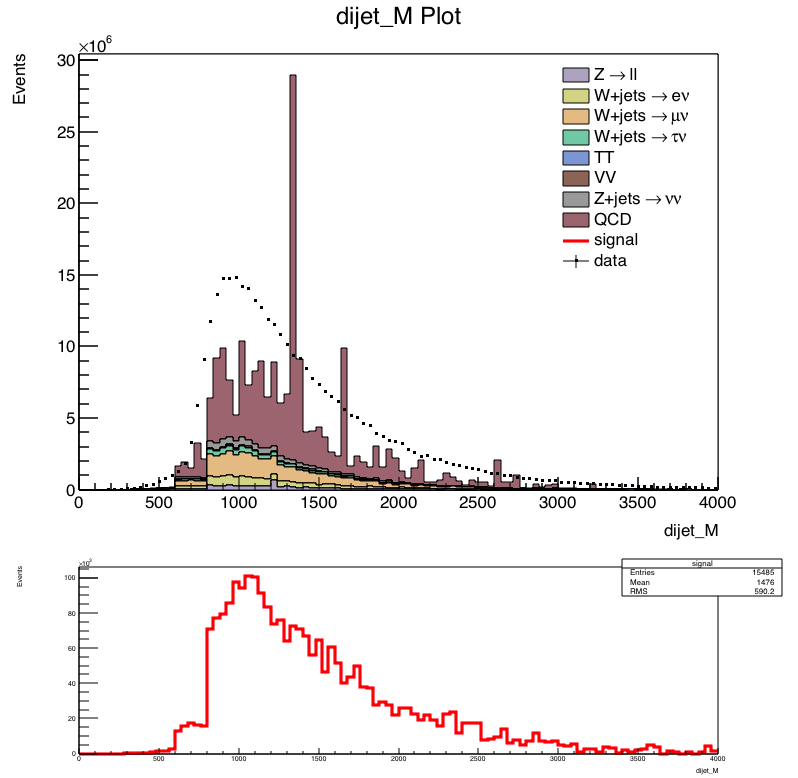 dijet_M Plot
×10⁶
Events
30
25
20
15
10
5
0
Z → ll
W+jets → eν
W+jets → μν
W+jets → τν
TT
VV
Z+jets → νν
QCD
signal
data
0 500 1000 1500 2000 2500 3000 3500 4000
dijet_M
Events
signal
Entries 15485
Mean 1476
RMS 590.2
100
80
60
40
20
0
0 500 1000 1500 2000 2500 3000 3500 4000
dijet_M